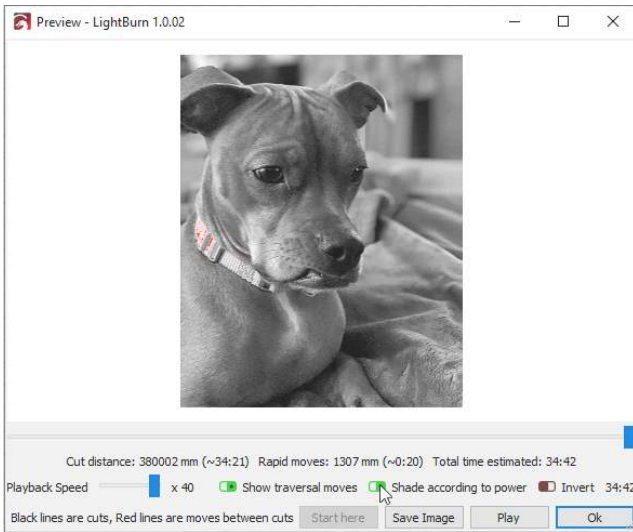 Preview - LightBurn 1.0.02
Cut distance: 380002 mm (~34:21) Rapid moves: 1307 mm (~0:20) Total time estimated: 34:42
Playback Speed x 40 Show traversal moves Shade according to power Invert 34:42
Black lines are cuts, Red lines are moves between cuts Start here Save Image Play Ok